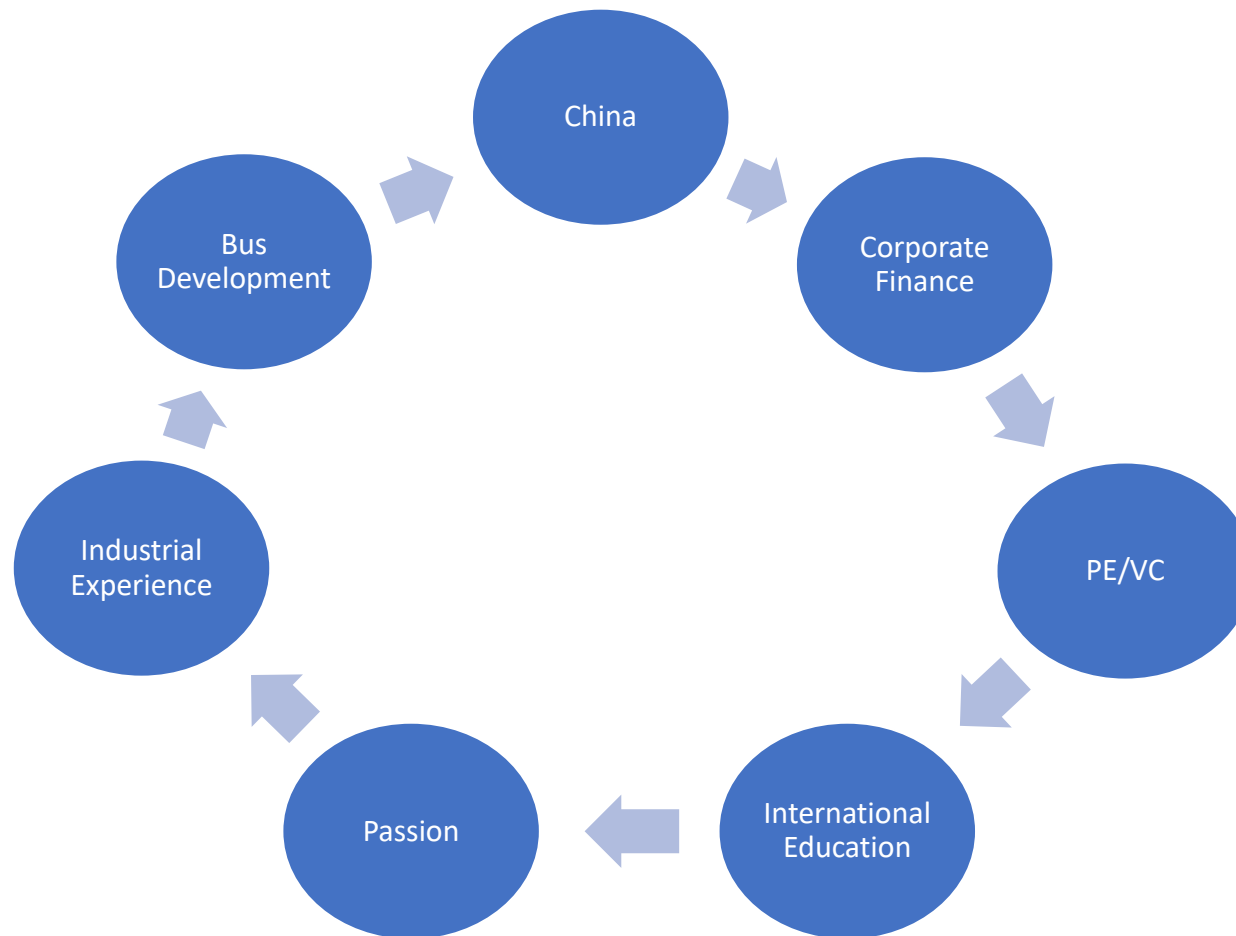 China
Corporate
Finance
PE/VC
International
Education
Passion
Industrial
Experience
Bus
Development